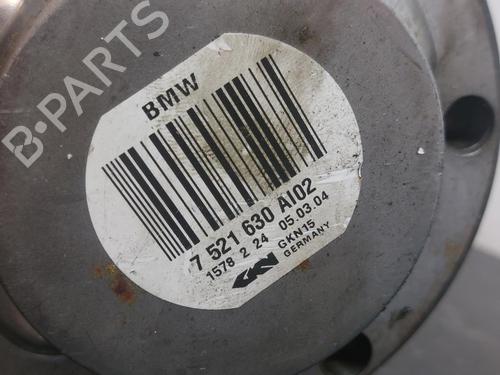 B·PARTS
BMW
7 521 630 AI02
1578 2 24 05.03.04
GKN15
GERMANY